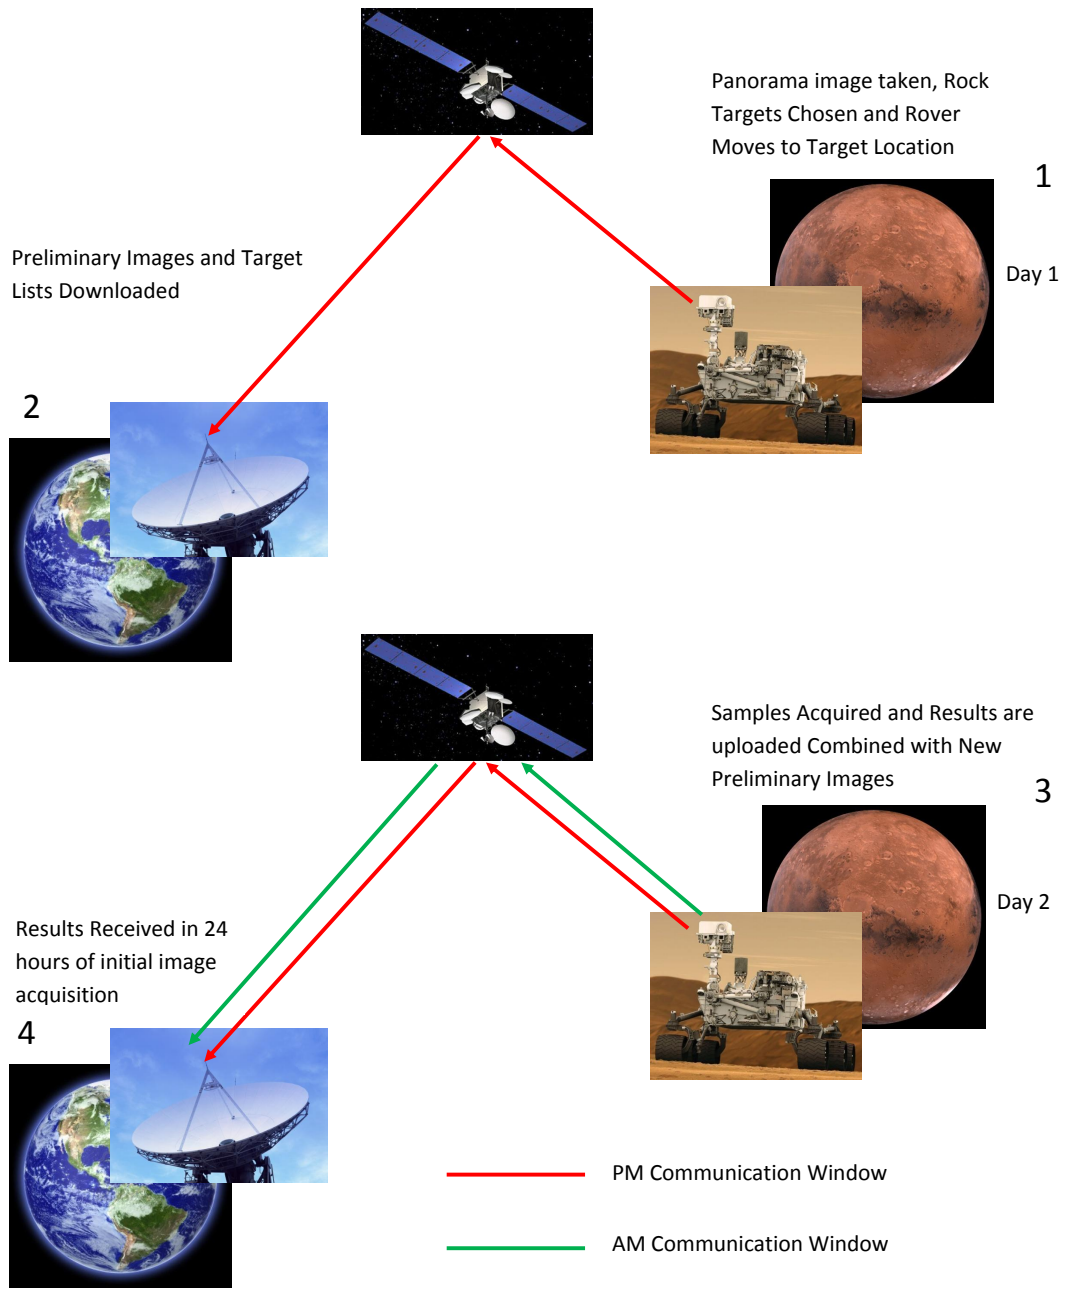 Panorama image taken, Rock
Targets Chosen and Rover
Moves to Target Location
1
Day 1
Preliminary Images and Target
Lists Downloaded
2
Samples Acquired and Results are
uploaded Combined with New
Preliminary Images
3
Day 2
Results Received in 24
hours of initial image
acquisition
4
PM Communication Window
AM Communication Window